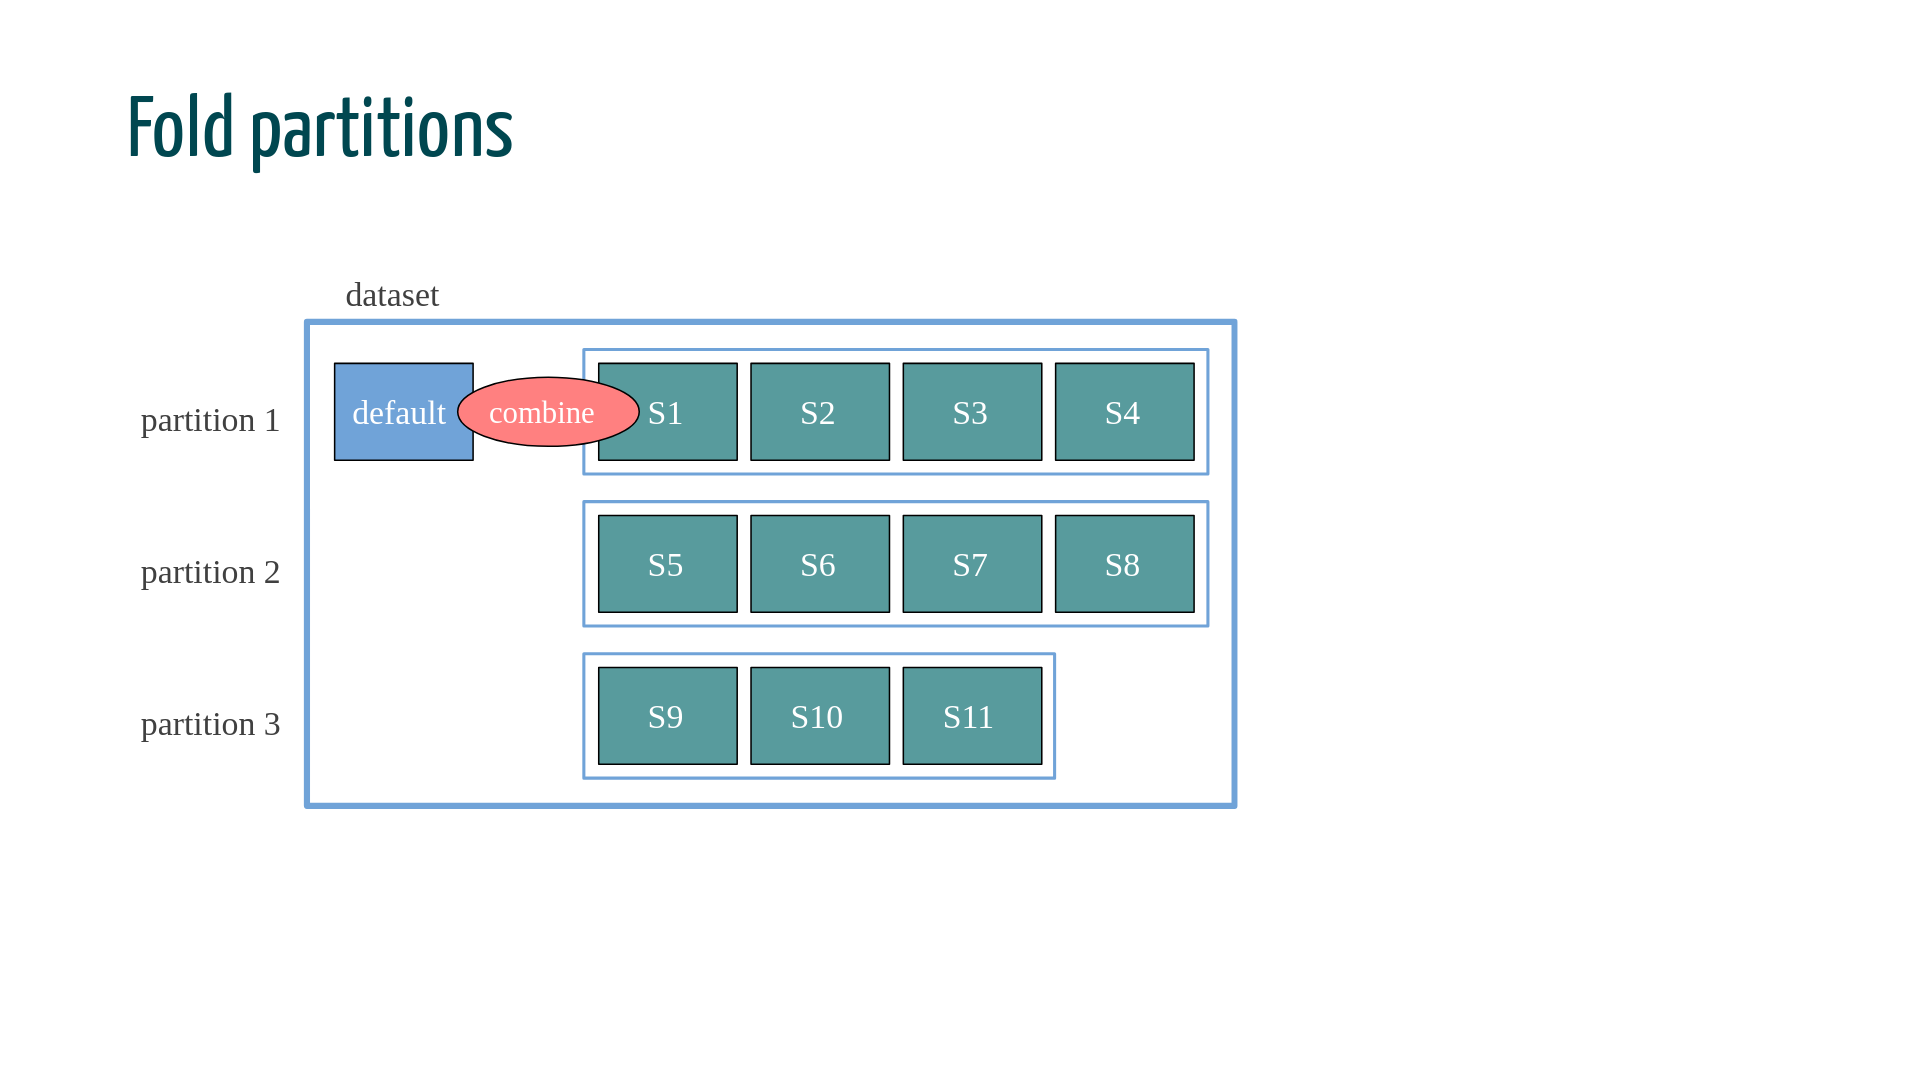 Fold partitions
dataset
partition 1
default
combine
S1
S2
S3
S4
partition 2
S5
S6
S7
S8
partition 3
S9
S10
S11